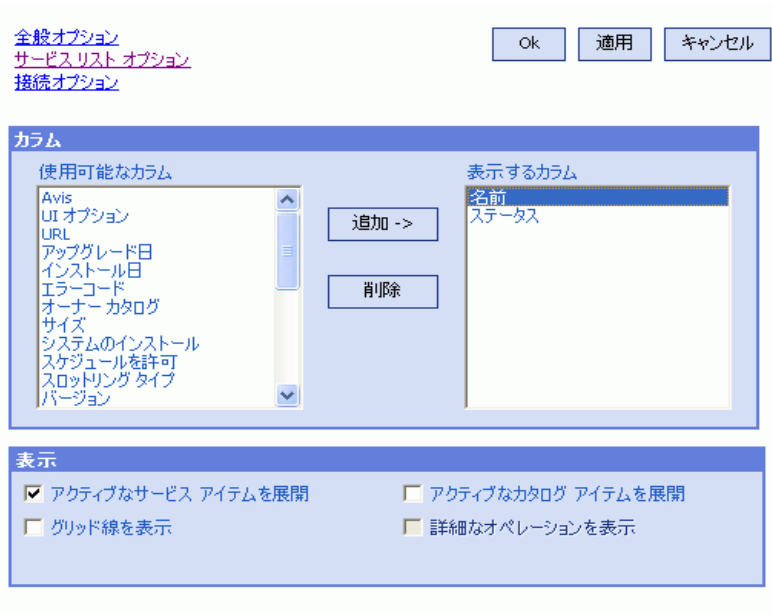 全般オプション
サービス リスト オプション
接続オプション
Ok
適用
キャンセル
カラム
使用可能なカラム
Avis
UI オプション
URL
アップグレード日
インストール日
エラーコード
オーナー カタログ
サイズ
システムのインストール
スケジュールを許可
スロットリング タイプ
バージョン
追加 ->
削除
表示するカラム
名前
ステータス
表示
アクティブなサービス アイテムを展開
アクティブなカタログ アイテムを展開
グリッド線を表示
詳細なオペレーションを表示